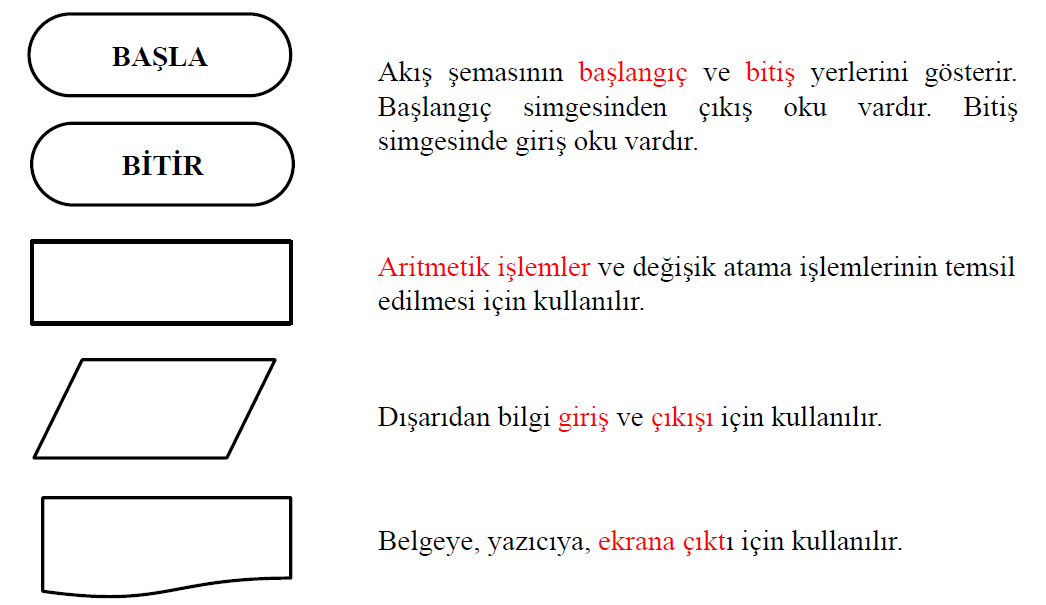 BAŞLA
Akış şemasının başlangıç ve bitiş yerlerini gösterir.
Başlangıç simgesinden çıkış oku vardır. Bitiş
simgesinde giriş oku vardır.
BİTİR
Aritmetik işlemler ve değişik atama işlemlerinin temsil
edilmesi için kullanılır.
Dışarıdan bilgi giriş ve çıkışı için kullanılır.
Belgeye, yazıcıya, ekrana çıktı için kullanılır.